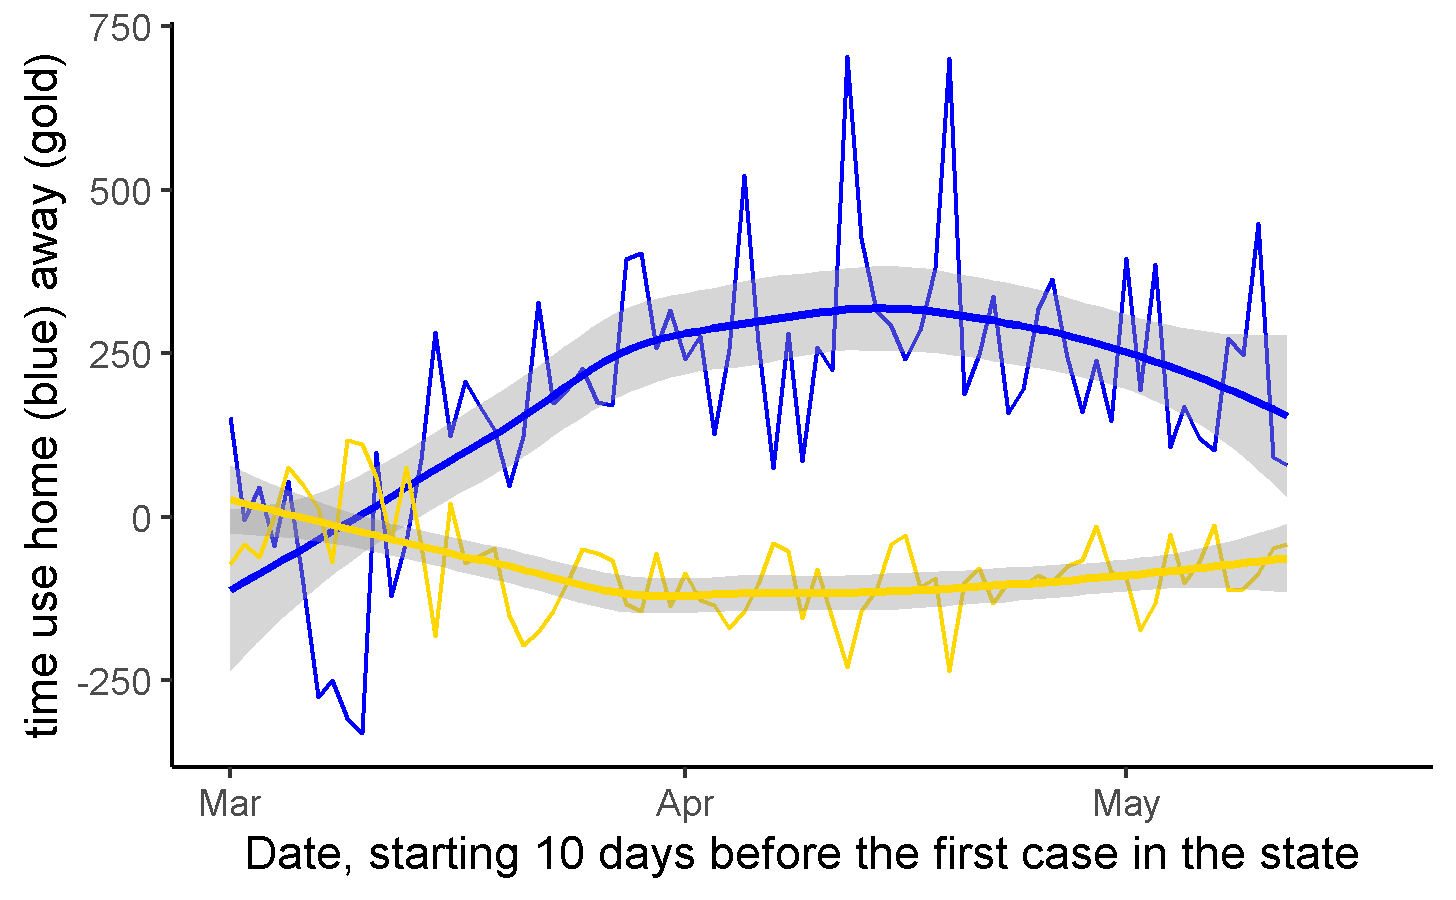 time use home (blue) away (gold)
750
500
250
0
-250
Mar
Apr
May
Date, starting 10 days before the first case in the state